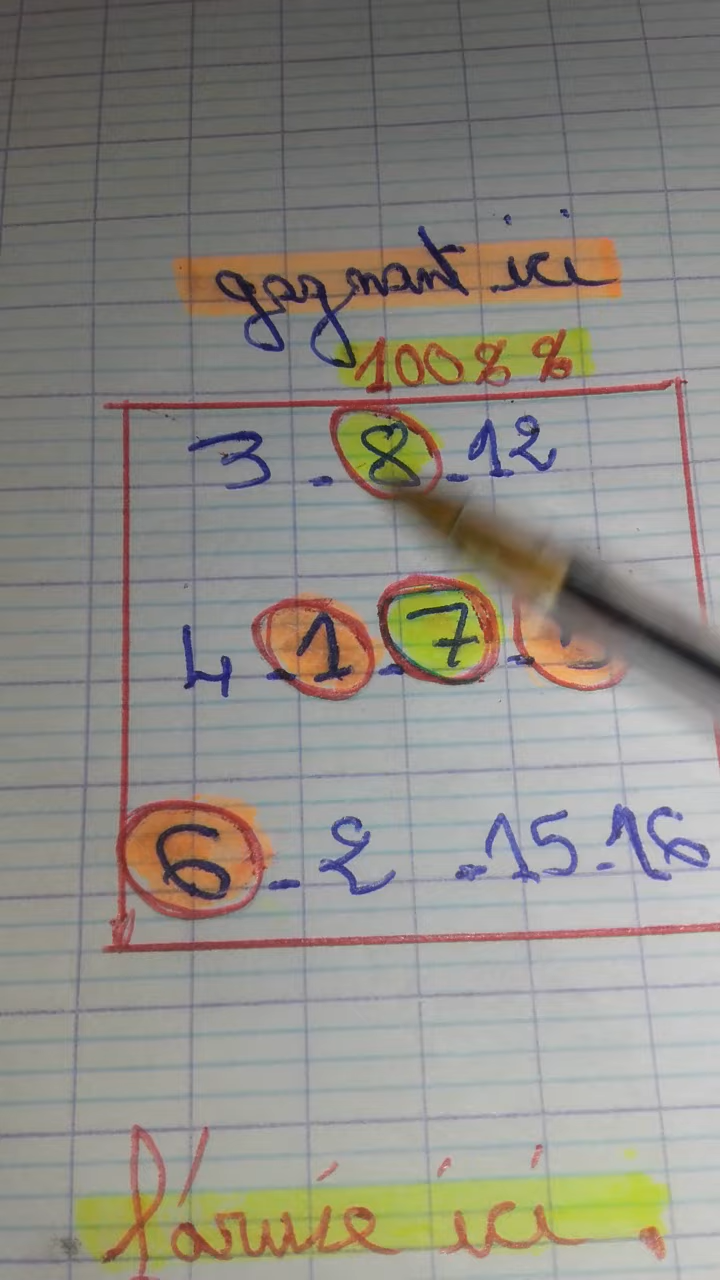 gagnant ici
100%%
3 - 8 - 12
4 - 1 - 7 -
6 - 2 - 15 - 16
l'arrivée ici.